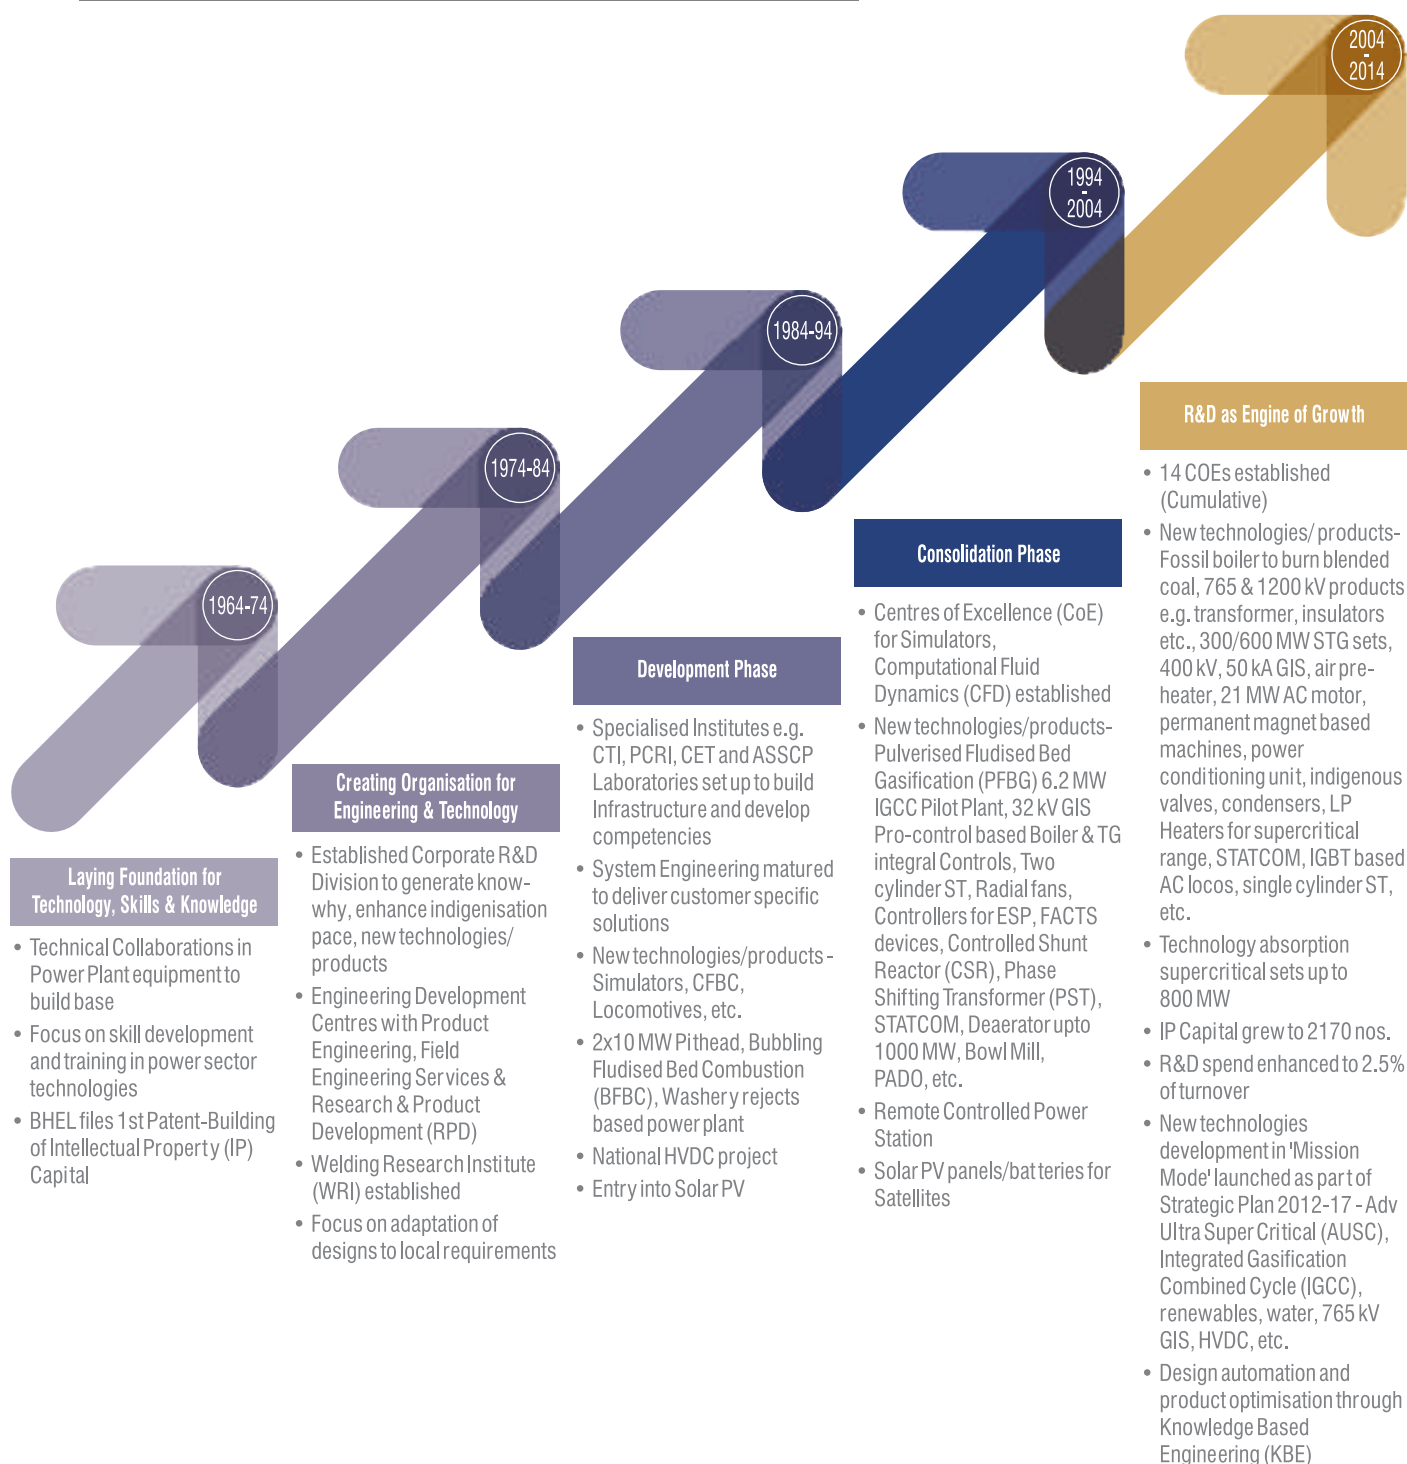 2004
-
2014
1994
-
2004
1984-94
1974-84
1964-74
Laying Foundation for
Technology, Skills & Knowledge
• Technical Collaborations in
Power Plant equipment to
build base
• Focus on skill development
and training in power sector
technologies
• BHEL files 1st Patent-Building
of Intellectual Property (IP)
Capital
Creating Organisation for
Engineering & Technology
• Established Corporate R&D
Division to generate know-
why, enhance indigenisation
pace, new technologies/
products
• Engineering Development
Centres with Product
Engineering, Field
Engineering Services &
Research & Product
Development (RPD)
• Welding Research Institute
(WRI) established
• Focus on adaptation of
designs to local requirements
Development Phase
• Specialised Institutes e.g.
CTI, PCRI, CET and ASSCP
Laboratories set up to build
Infrastructure and develop
competencies
• System Engineering matured
to deliver customer specific
solutions
• New technologies/products -
Simulators, CFBC,
Locomotives, etc.
• 2x10 MW Pithead, Bubbling
Fludised Bed Combustion
(BFBC), Washery rejects
based power plant
• National HVDC project
• Entry into Solar PV
Consolidation Phase
• Centres of Excellence (CoE)
for Simulators,
Computational Fluid
Dynamics (CFD) established
• New technologies/products-
Pulverised Fludised Bed
Gasification (PFBG) 6.2 MW
IGCC Pilot Plant, 32 kV GIS
Pro-control based Boiler & TG
integral Controls, Two
cylinder ST, Radial fans,
Controllers for ESP, FACTS
devices, Controlled Shunt
Reactor (CSR), Phase
Shifting Transformer (PST),
STATCOM, Deaerator upto
1000 MW, Bowl Mill,
PADO, etc.
• Remote Controlled Power
Station
• Solar PV panels/batteries for
Satellites
R&D as Engine of Growth
• 14 COEs established
(Cumulative)
• New technologies/ products-
Fossil boiler to burn blended
coal, 765 & 1200 kV products
e.g. transformer, insulators
etc., 300/600 MW STG sets,
400 kV, 50 kA GIS, air pre-
heater, 21 MW AC motor,
permanent magnet based
machines, power
conditioning unit, indigenous
valves, condensers, LP
Heaters for supercritical
range, STATCOM, IGBT based
AC locos, single cylinder ST,
etc.
• Technology absorption
supercritical sets up to
800 MW
• IP Capital grew to 2170 nos.
• R&D spend enhanced to 2.5%
of turnover
• New technologies
development in 'Mission
Mode' launched as part of
Strategic Plan 2012-17 - Adv
Ultra Super Critical (AUSC),
Integrated Gasification
Combined Cycle (IGCC),
renewables, water, 765 kV
GIS, HVDC, etc.
• Design automation and
product optimisation through
Knowledge Based
Engineering (KBE)